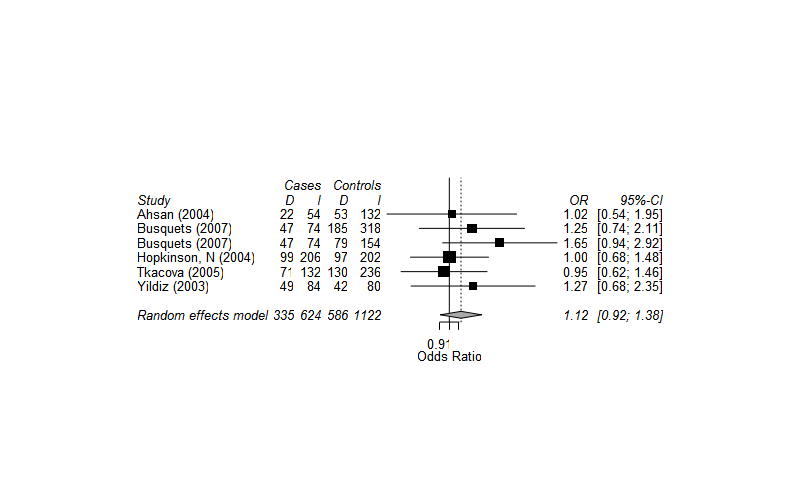 Cases Controls
Study D I D I OR 95%-CI
Ahsan (2004) 22 54 53 132 1.02 [0.54; 1.95]
Busquets (2007) 47 74 185 318 1.25 [0.74; 2.11]
Busquets (2007) 47 74 79 154 1.65 [0.94; 2.92]
Hopkinson, N (2004) 99 206 97 202 1.00 [0.68; 1.48]
Tkacova (2005) 71 132 130 236 0.95 [0.62; 1.46]
Yildiz (2003) 49 84 42 80 1.27 [0.68; 2.35]
Random effects model 335 624 586 1122 1.12 [0.92; 1.38]
0.91
Odds Ratio